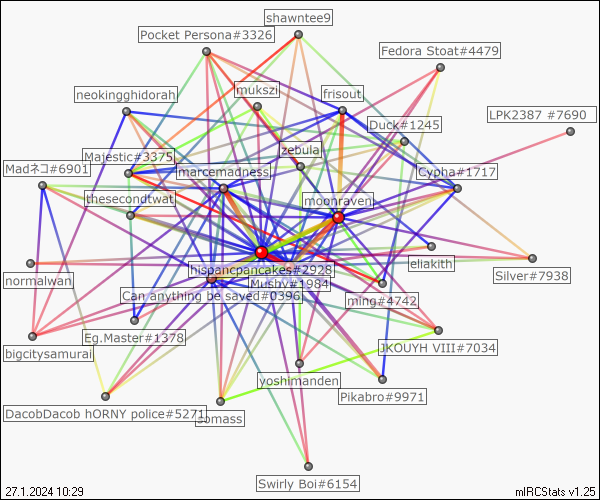 shawntee9
Pocket Persona#3326
Fedora Stoat#4479
mukszi
frisout
neokingghidorah
LPK2387 #7690
Duck#1245
zebula
Majestic#3375
marcemadness
Cypha#1717
Madネコ#6901
thesecondtwat
moonraven
eliakith
hispancpancakes#2928
Silver#7938
normalwan
Mushy#1984
Can anything be saved#0396
ming#4742
Eg.Master#1378
JKOUYH VIII#7034
bigcitysamurai
yoshimanden
Pikabro#9971
DacobDacob hORNY police#5271
omass
Swirly Boi#6154
27.1.2024 10:29
mIRCStats v1.25